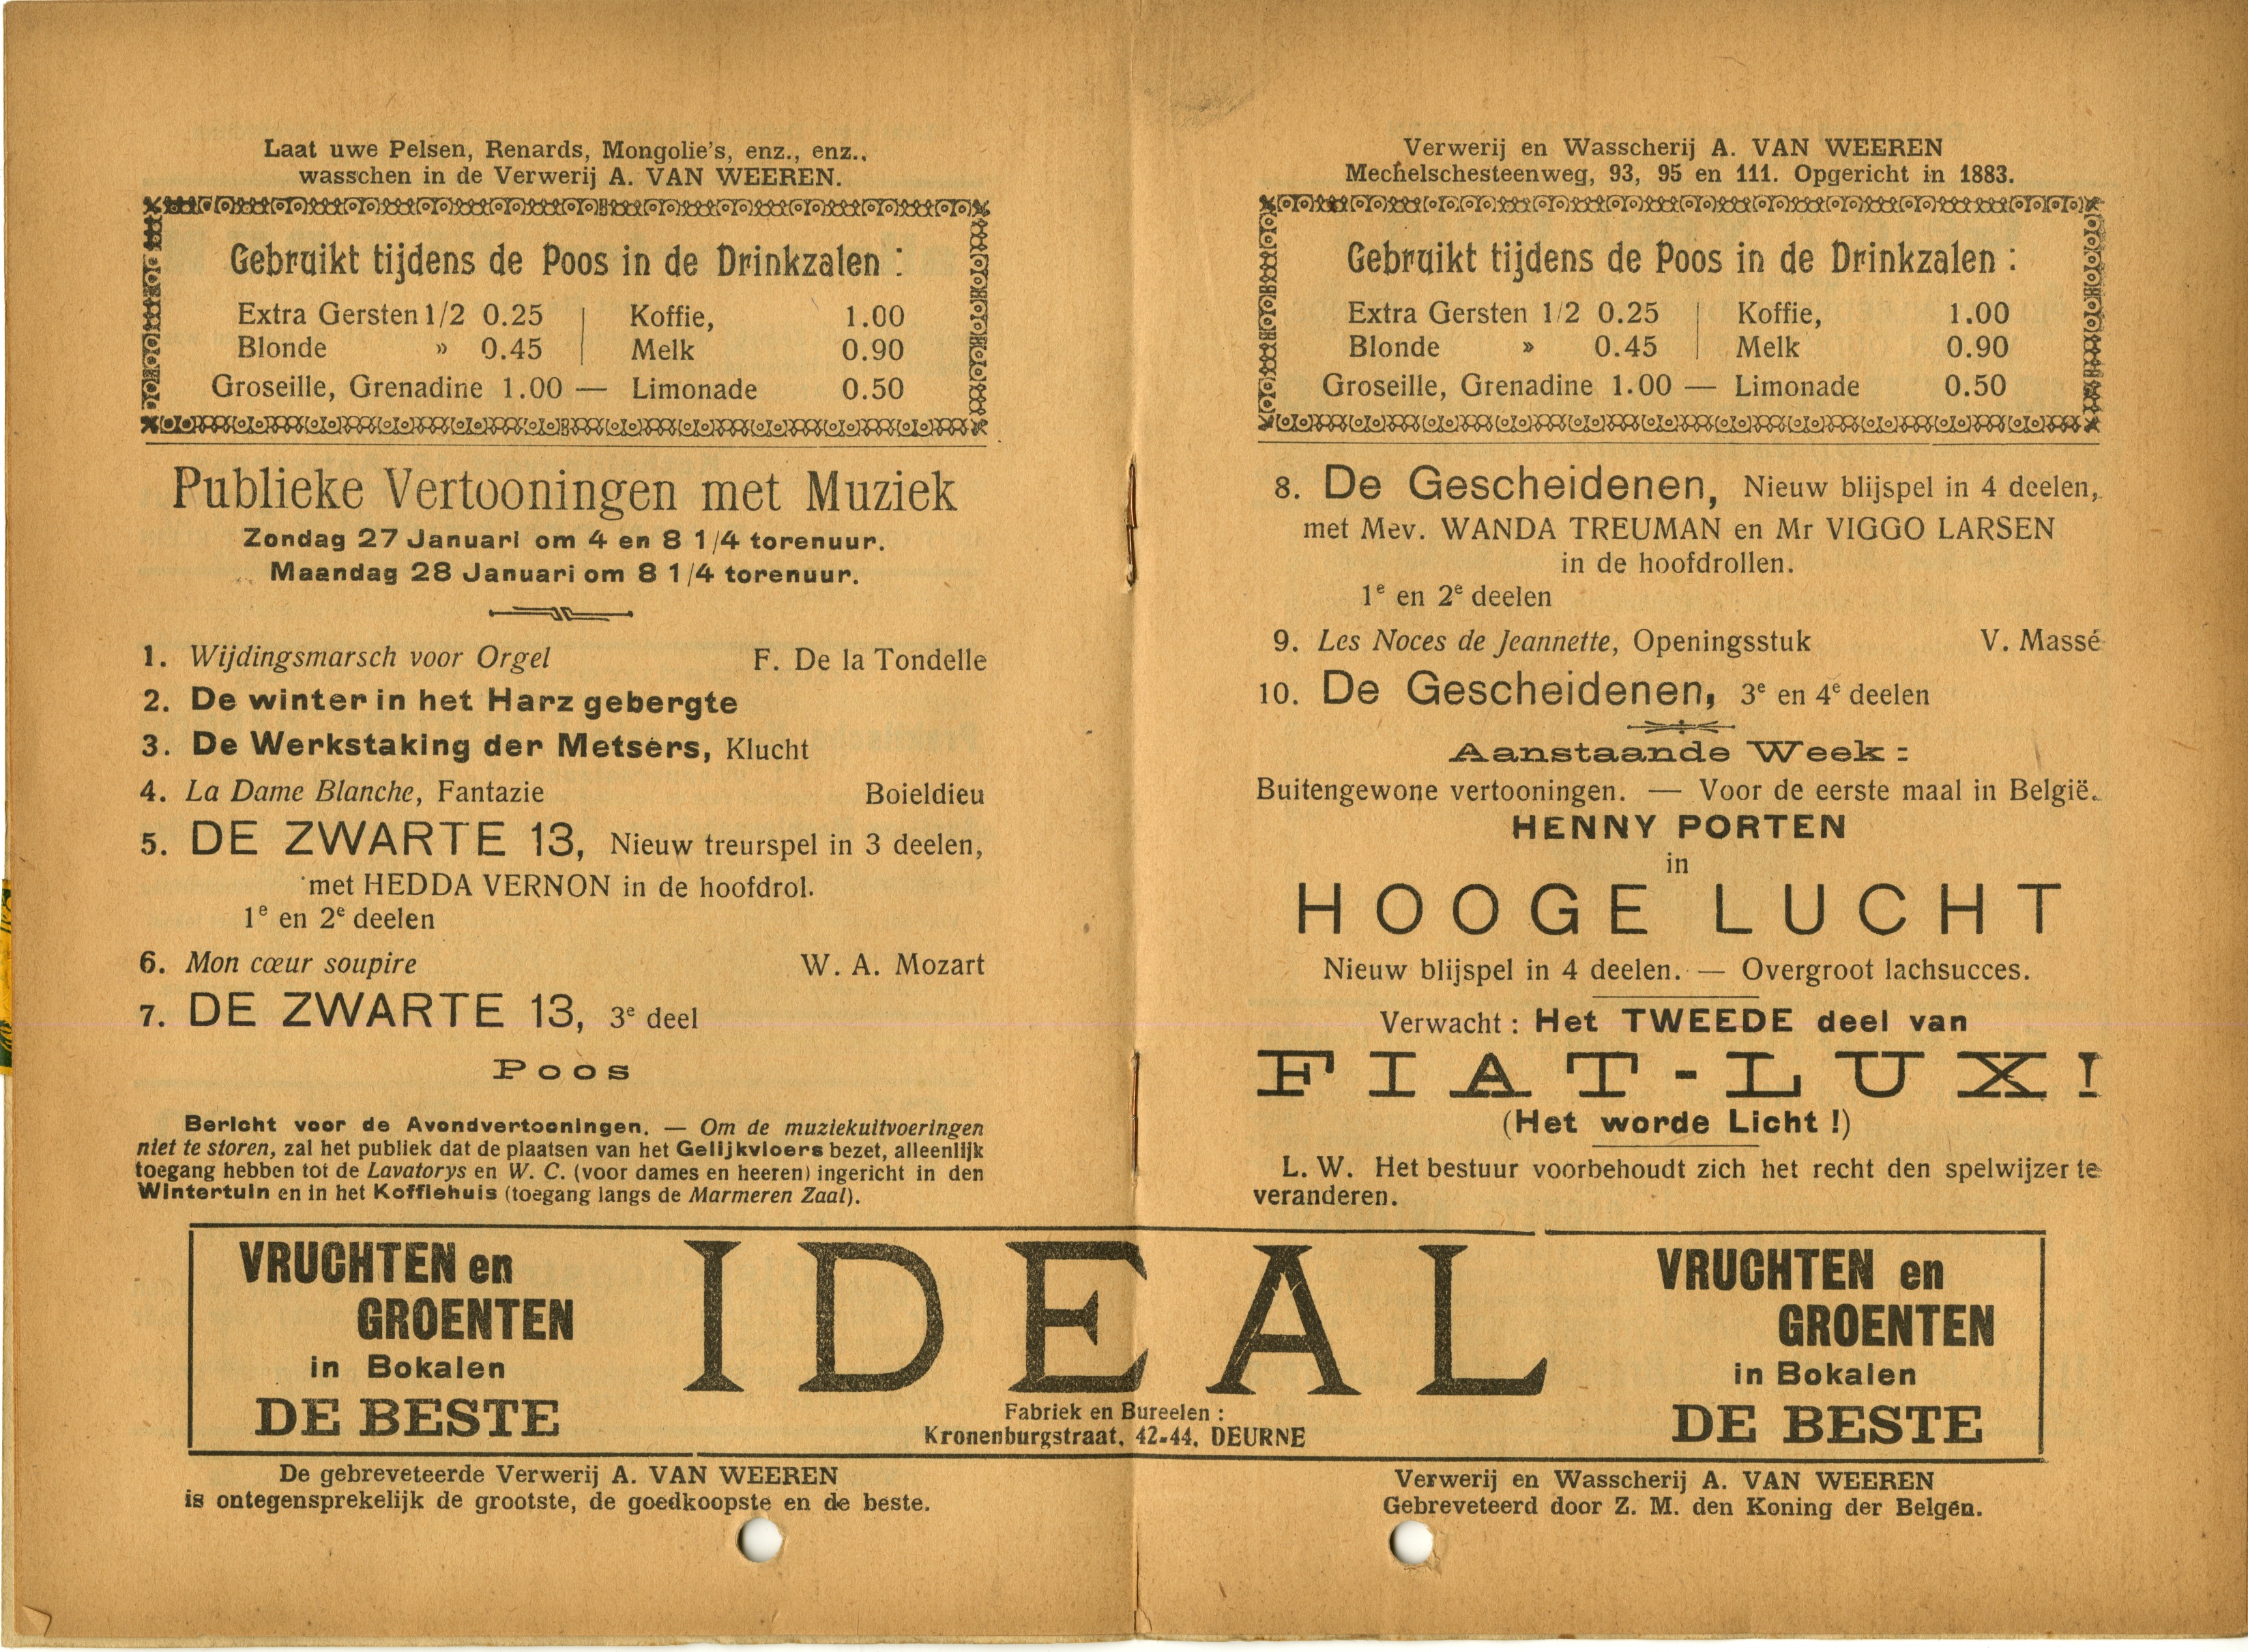 Laat uwe Pelsen, Renards, Mongolie's, enz., enz.,
wasschen in de Verwerij A. VAN WEEREN.
Gebruikt tijdens de Poos in de Drinkzalen :
Extra Gersten 1/2 0.25 | Koffie, 1.00
Blonde » 0.45 | Melk 0.90
Groseille, Grenadine 1.00 — Limonade 0.50
Publieke Vertooningen met Muziek
Zondag 27 Januari om 4 en 8 1/4 torenuur.
Maandag 28 Januari om 8 1/4 torenuur.
1. Wijdingsmarsch voor Orgel F. De la Tondelle
2. De winter in het Harz gebergte
3. De Werkstaking der Metsers, Klucht
4. La Dame Blanche, Fantazie Boieldieu
5. DE ZWARTE 13, Nieuw treurspel in 3 deelen,
met HEDDA VERNON in de hoofdrol.
1e en 2e deelen
6. Mon cœur soupire W. A. Mozart
7. DE ZWARTE 13, 3e deel
Poos
Bericht voor de Avondvertooningen. — Om de muziekuitvoeringen
niet te storen, zal het publiek dat de plaatsen van het Gelijkvloers bezet, alleenlijk
toegang hebben tot de Lavatorys en W. C. (voor dames en heeren) ingericht in den
Wintertuin en in het Koffiehuis (toegang langs de Marmeren Zaal).
Verwerij en Wasscherij A. VAN WEEREN
Mechelschesteenweg, 93, 95 en 111. Opgericht in 1883.
Gebruikt tijdens de Poos in de Drinkzalen :
Extra Gersten 1/2 0.25 | Koffie, 1.00
Blonde » 0.45 | Melk 0.90
Groseille, Grenadine 1.00 — Limonade 0.50
8. De Gescheidenen, Nieuw blijspel in 4 deelen,
met Mev. WANDA TREUMAN en Mr VIGGO LARSEN
in de hoofdrollen.
1e en 2e deelen
9. Les Noces de Jeannette, Openingsstuk V. Massé
10. De Gescheidenen, 3e en 4e deelen
Aanstaande Week :
Buitengewone vertooningen. — Voor de eerste maal in België.
HENNY PORTEN
in
HOOGE LUCHT
Nieuw blijspel in 4 deelen. — Overgroot lachsucces.
Verwacht : Het TWEEDE deel van
FIAT-LUX!
(Het worde Licht !)
L. W. Het bestuur voorbehoudt zich het recht den spelwijzer te
veranderen.
VRUCHTEN en
GROENTEN
in Bokalen
DE BESTE
IDEAL
Fabriek en Bureelen :
Kronenburgstraat, 42-44, DEURNE
VRUCHTEN en
GROENTEN
in Bokalen
DE BESTE
De gebreveteerde Verwerij A. VAN WEEREN
is ontegensprekelijk de grootste, de goedkoopste en de beste.
Verwerij en Wasscherij A. VAN WEEREN
Gebreveteerd door Z. M. den Koning der Belgen.